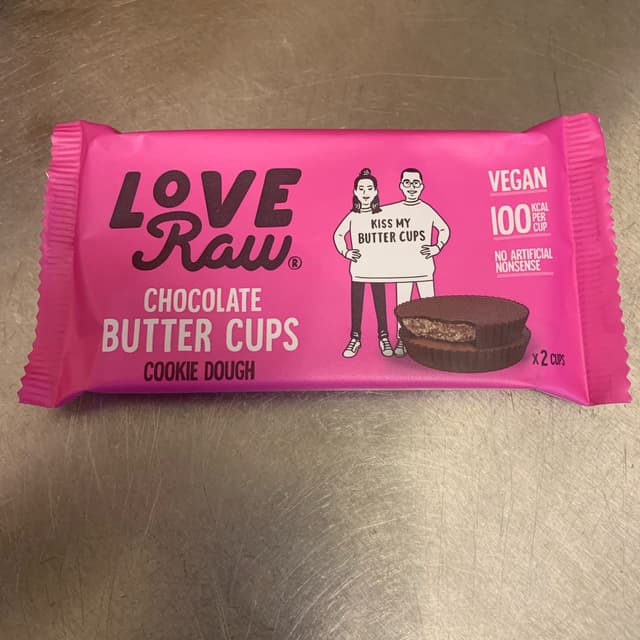 LOVE
Raw®
CHOCOLATE
BUTTER CUPS
COOKIE DOUGH
KISS MY
BUTTER CUPS
VEGAN
100 KCAL
PER
CUP
NO ARTIFICIAL
NONSENSE
x 2 CUPS